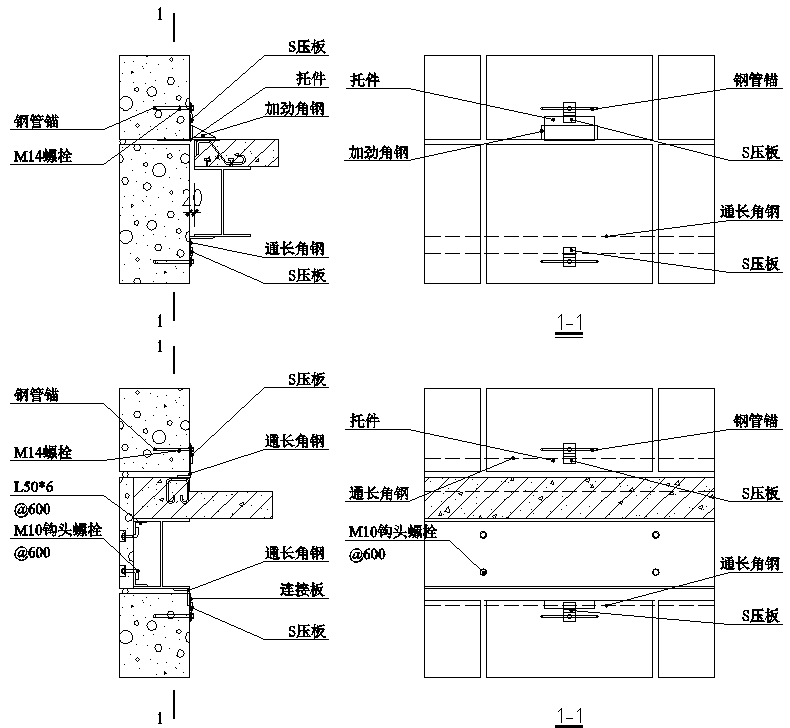 1
S压板
托件
加劲角钢
钢管锚
M14螺栓
20
通长角钢
S压板
1
托件
加劲角钢
钢管锚
S压板
通长角钢
S压板
1-1
1
S压板
钢管锚
通长角钢
M14螺栓
L50*6
@600
M10钩头螺栓
@600
通长角钢
连接板
S压板
1
托件
钢管锚
通长角钢
S压板
M10钩头螺栓
@600
通长角钢
S压板
1-1